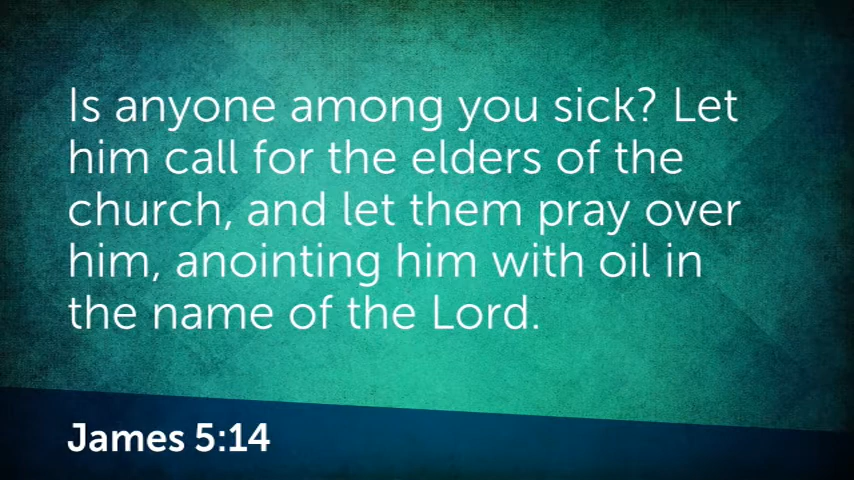 Is anyone among you sick? Let
him call for the elders of the
church, and let them pray over
him, anointing him with oil in
the name of the Lord.
James 5:14